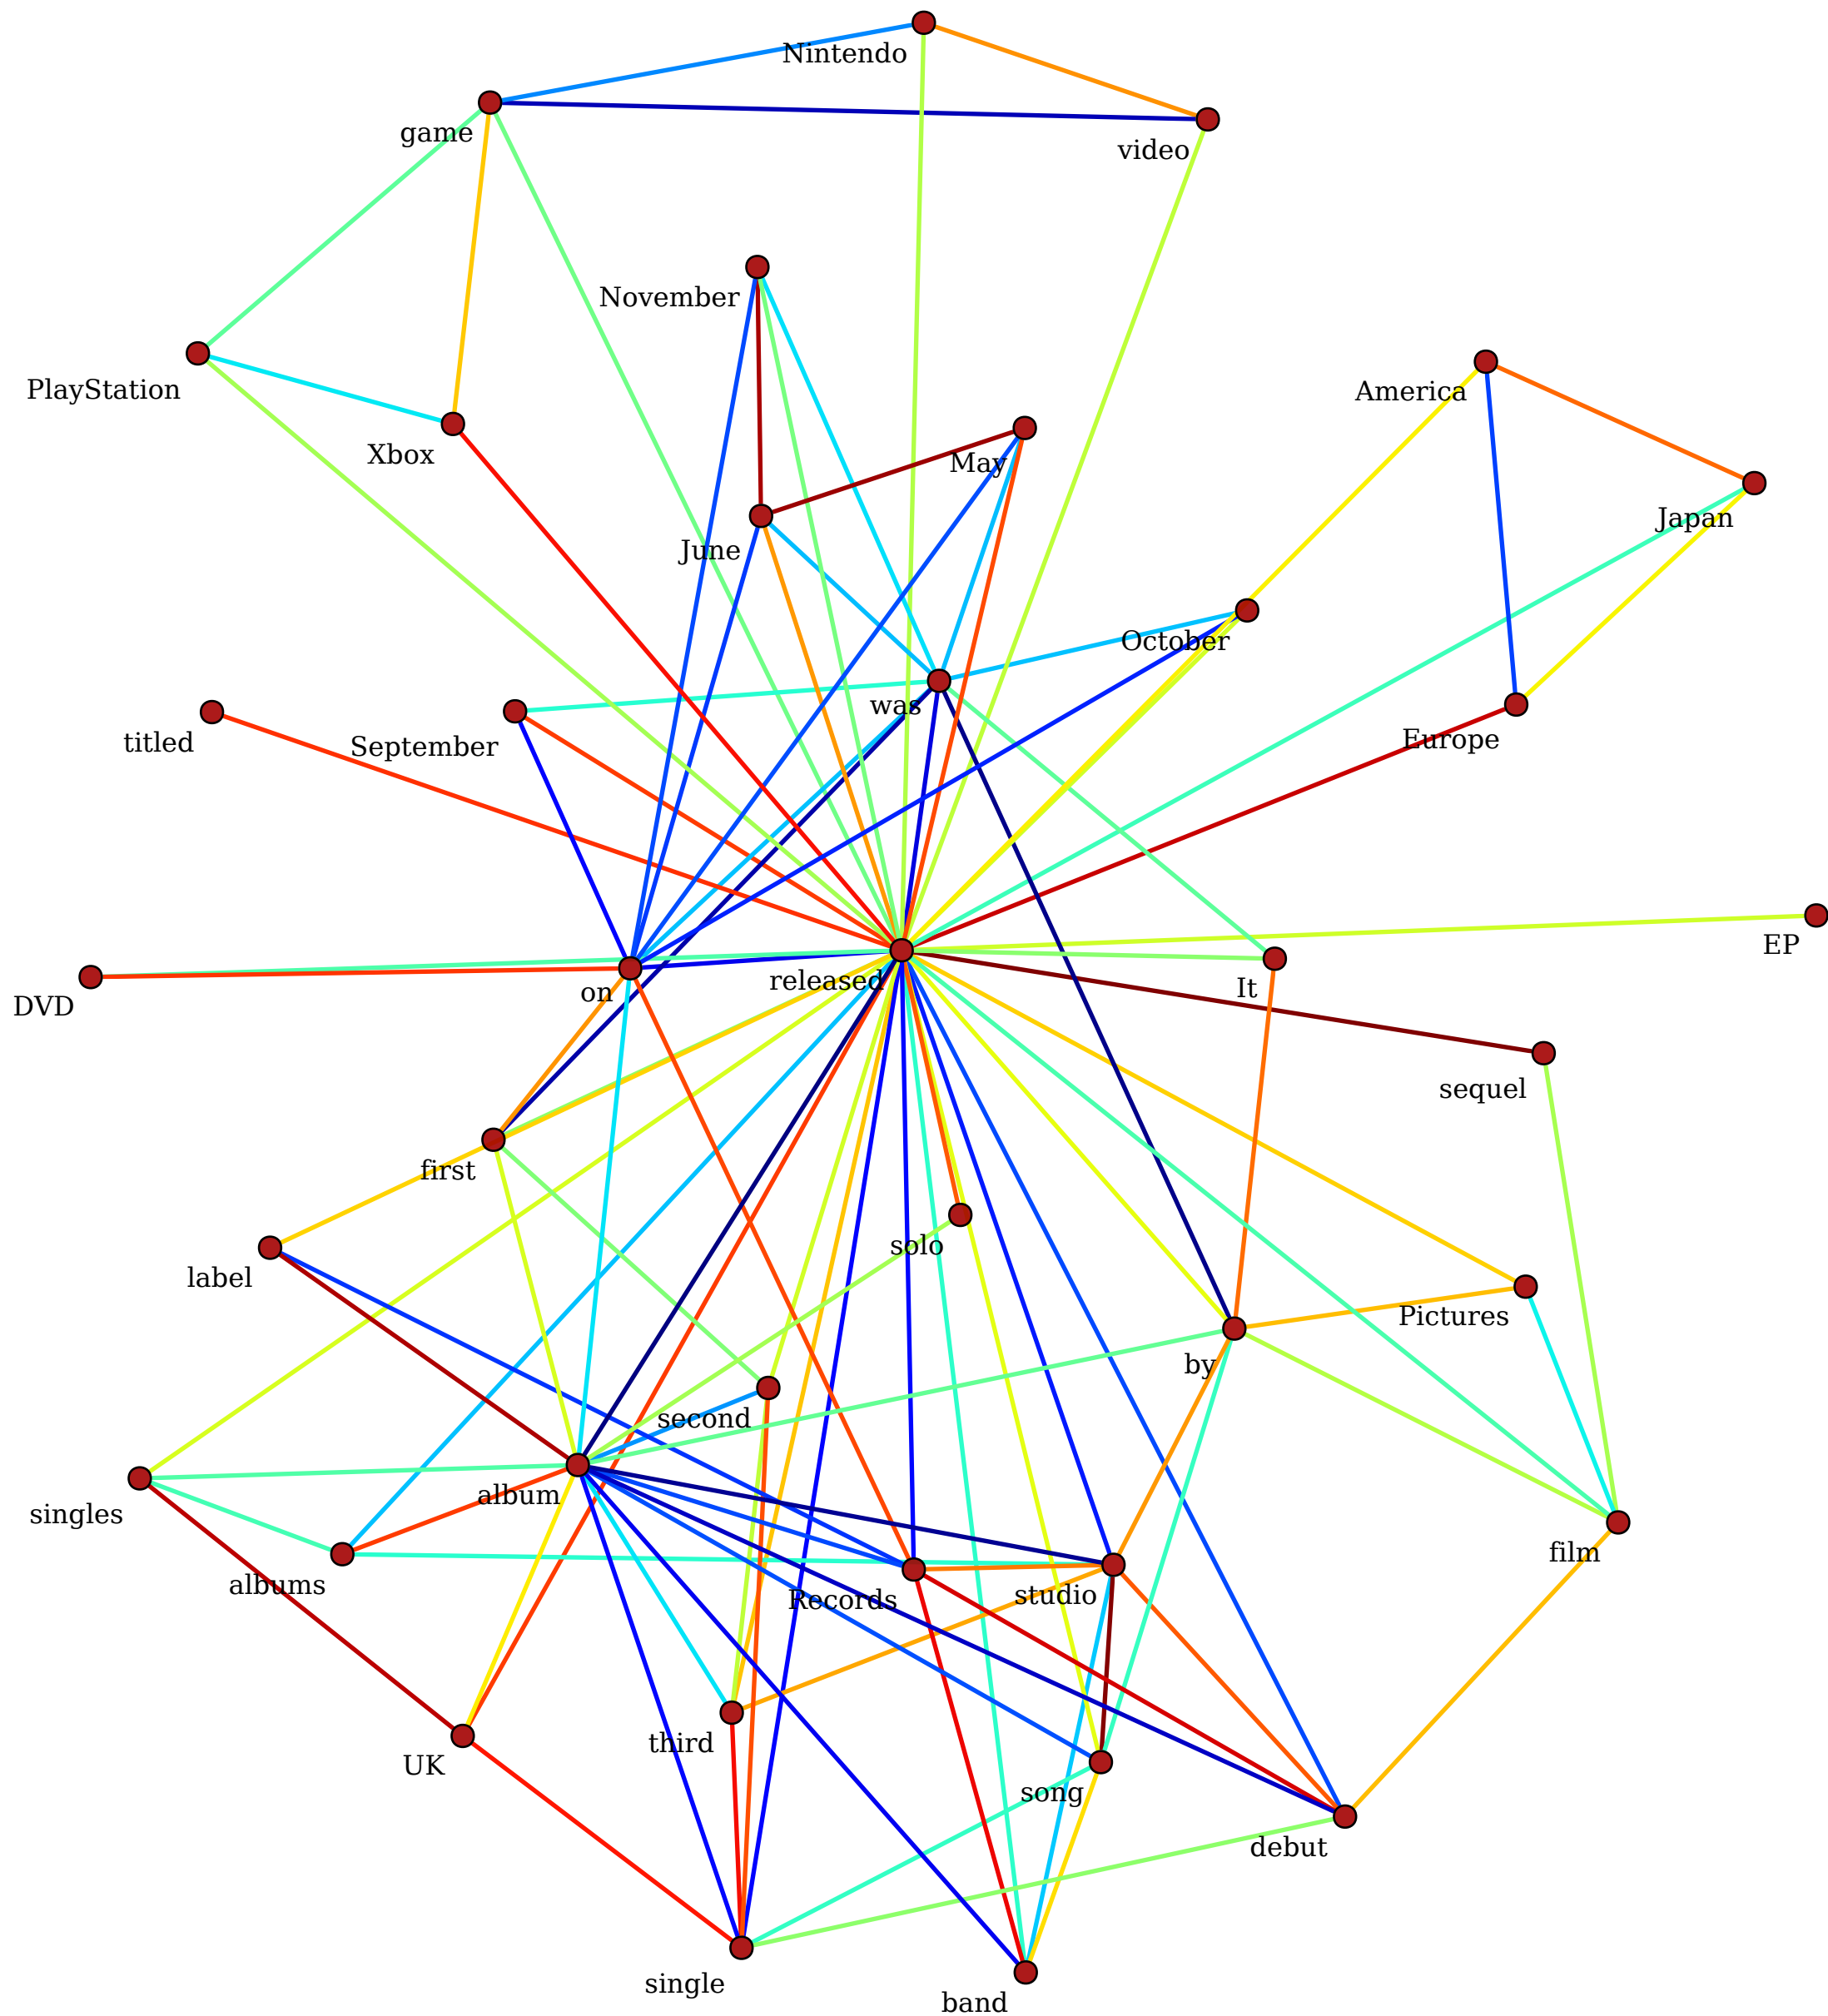 Nintendo
game
video
November
PlayStation
America
Xbox
May
Japan
June
October
was
titled
September
Europe
EP
released
It
on
DVD
sequel
first
solo
label
Pictures
by
second
album
singles
film
albums
studio
Records
third
UK
song
debut
single
band